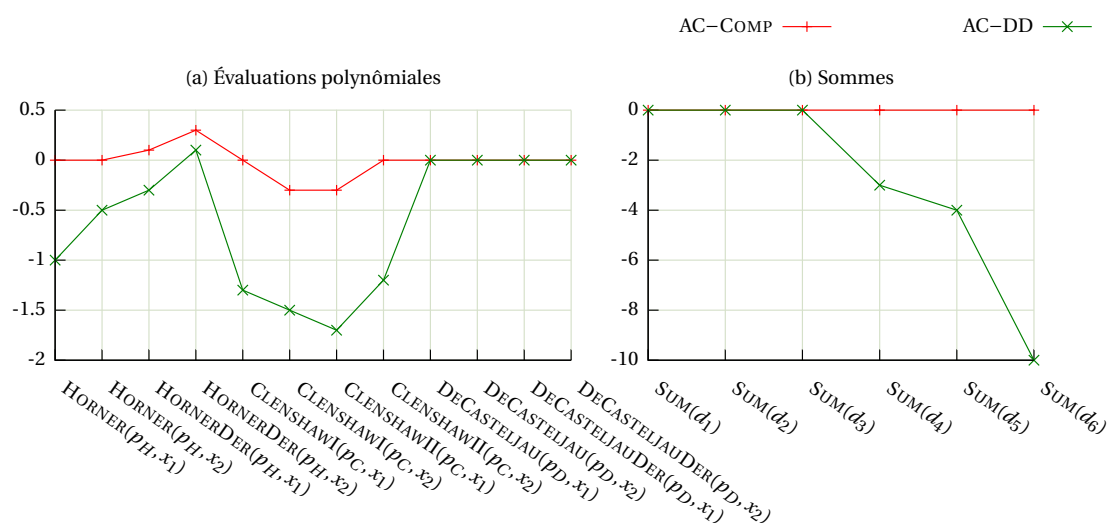 AC−COMP AC−DD
(a) Évaluations polynômiales
(b) Sommes
0.5
0
-0.5
-1
-1.5
-2
HORNER(pH, x1)
HORNER(pH, x2)
HORNERDER(pH, x1)
HORNERDER(pH, x2)
CLENSHAWI(pC, x1)
CLENSHAWI(pC, x2)
CLENSHAWII(pC, x1)
CLENSHAWII(pC, x2)
DECASTELJAU(pD, x1)
DECASTELJAU(pD, x2)
DECASTELJAUDER(pD, x1)
DECASTELJAUDER(pD, x2)
0
-2
-4
-6
-8
-10
SUM(d1)
SUM(d2)
SUM(d3)
SUM(d4)
SUM(d5)
SUM(d6)